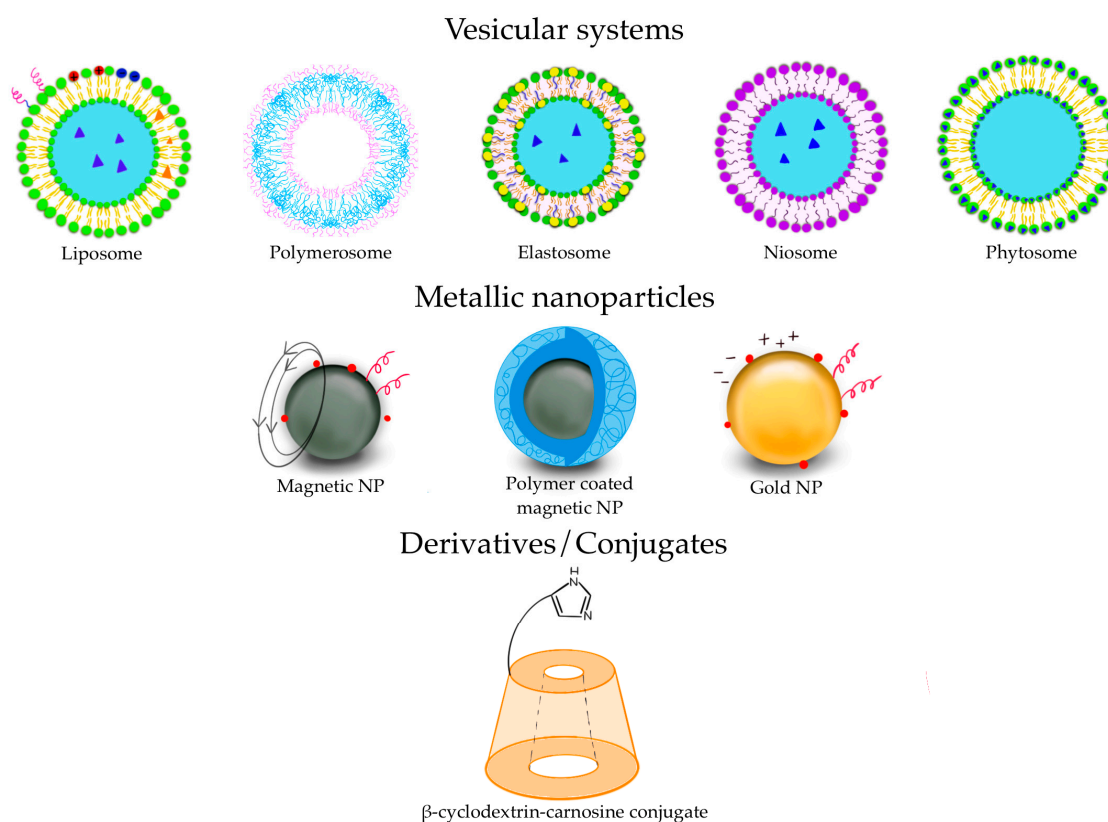 Vesicular systems
Liposome
Polymerosome
Elastosome
Niosome
Phytosome
Metallic nanoparticles
+ + +
− − −
Magnetic NP
Polymer coated
magnetic NP
Gold NP
Derivatives/Conjugates
H
N
N
β-cyclodextrin-carnosine conjugate